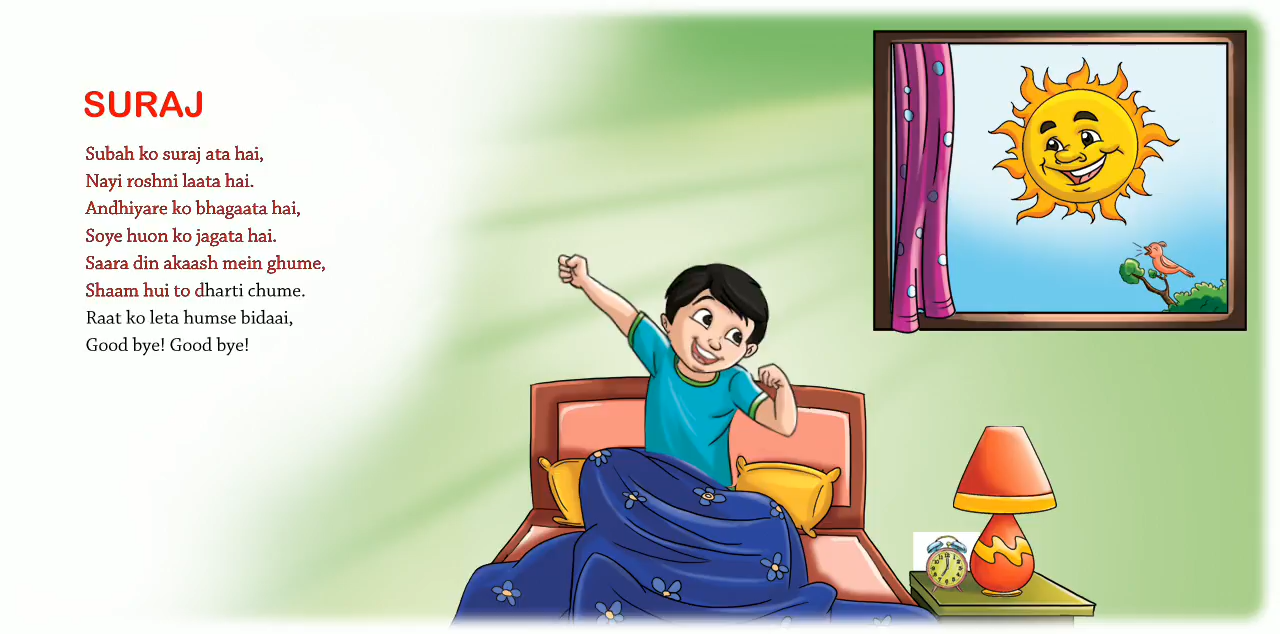 SURAJ
Subah ko suraj ata hai,
Nayi roshni laata hai.
Andhiyare ko bhagaata hai,
Soye huon ko jagata hai.
Saara din akaash mein ghume,
Shaam hui to dharti chume.
Raat ko leta humse bidaai,
Good bye! Good bye!